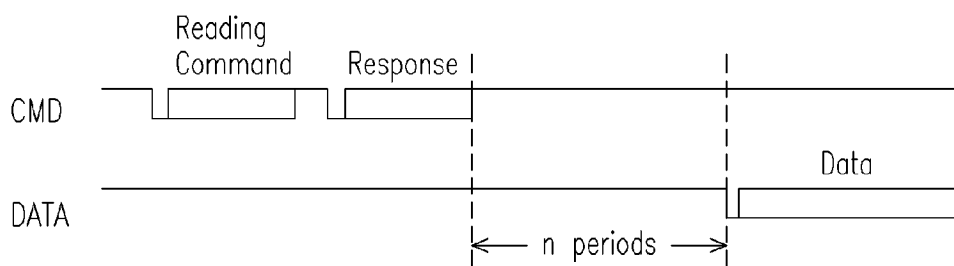 Reading
Command
Response
CMD
Data
DATA
n periods